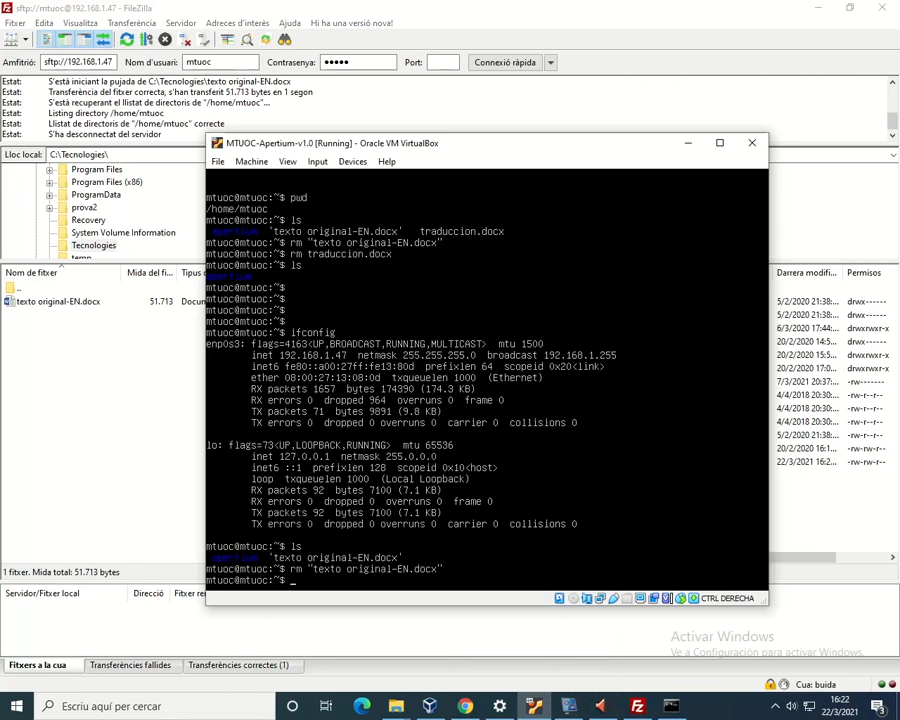 sftp://mtuoc@192.168.1.47 - FileZilla
Fitxer Edita Visualitza Transferència Servidor Adreces d'interès Ajuda Hi ha una versió nova!
Amfitrió: sftp://192.168.1.47 Nom d'usuari: mtuoc Contrasenya: ●●●●● Port: Connexió ràpida
Estat: S'està iniciant la pujada de C:\Tecnologies\texto original-EN.docx
Estat: Transferència del fitxer correcta, s'han transferit 51.713 bytes en 1 segon
Estat: S'està recuperant el llistat de directoris de "/home/mtuoc"...
Estat: Listing directory /home/mtuoc
Estat: Llistat de directoris de "/home/mtuoc" correcte
Estat: S'ha desconnectat del servidor
Lloc local: C:\Tecnologies\
Program Files
Program Files (x86)
ProgramData
prova2
Recovery
System Volume Information
Tecnologies
temp
Nom de fitxer Mida del fi... Tipus d
..
texto original-EN.docx 51.713 Docu
1 fitxer. Mida total: 51.713 bytes
MTUOC-Apertium-v1.0 [Running] - Oracle VM VirtualBox
File Machine View Input Devices Help
mtuoc@mtuoc:~$ pwd
/home/mtuoc
mtuoc@mtuoc:~$ ls
apertium 'texto original-EN.docx' traduccion.docx
mtuoc@mtuoc:~$ rm "texto original-EN.docx"
mtuoc@mtuoc:~$ rm traduccion.docx
mtuoc@mtuoc:~$ ls
apertium
mtuoc@mtuoc:~$
mtuoc@mtuoc:~$
mtuoc@mtuoc:~$
mtuoc@mtuoc:~$
mtuoc@mtuoc:~$ ifconfig
enp0s3: flags=4163<UP,BROADCAST,RUNNING,MULTICAST> mtu 1500
inet 192.168.1.47 netmask 255.255.255.0 broadcast 192.168.1.255
inet6 fe80::a00:27ff:fe13:80d prefixlen 64 scopeid 0x20<link>
ether 08:00:27:13:08:0d txqueuelen 1000 (Ethernet)
RX packets 1657 bytes 174390 (174.3 KB)
RX errors 0 dropped 964 overruns 0 frame 0
TX packets 71 bytes 9891 (9.8 KB)
TX errors 0 dropped 0 overruns 0 carrier 0 collisions 0
lo: flags=73<UP,LOOPBACK,RUNNING> mtu 65536
inet 127.0.0.1 netmask 255.0.0.0
inet6 ::1 prefixlen 128 scopeid 0x10<host>
loop txqueuelen 1000 (Local Loopback)
RX packets 92 bytes 7100 (7.1 KB)
RX errors 0 dropped 0 overruns 0 frame 0
TX packets 92 bytes 7100 (7.1 KB)
TX errors 0 dropped 0 overruns 0 carrier 0 collisions 0
mtuoc@mtuoc:~$ ls
apertium 'texto original-EN.docx'
mtuoc@mtuoc:~$ rm "texto original-EN.docx"
mtuoc@mtuoc:~$ _
CTRL DERECHA
Darrera modifi... Permisos
5/2/2020 21:38:... drwx------
5/2/2020 21:38:... drwx------
6/3/2020 17:44:... drwxrwxr-x
20/2/2020 14:5... drwxrwxr-x
20/2/2020 16:0... drwxrwxr-x
20/2/2020 17:0... drwxrwxr-x
7/3/2021 20:37:... -rw-------
4/4/2018 20:30:... -rw-r--r--
4/4/2018 20:30:... -rw-r--r--
4/4/2018 20:30:... -rw-r--r--
5/2/2020 21:38:... -rw-r--r--
20/2/2020 16:1... -rw-rw-r--
22/3/2021 16:2... -rw-rw-r--
Servidor/Fitxer local Direcció Fitxer re
Activar Windows
Ve a Configuración para activar Windows.
Fitxers a la cua Transferències fallides Transferències correctes (1)
Cua: buida
Escriu aquí per cercar
16:22
22/3/2021
3